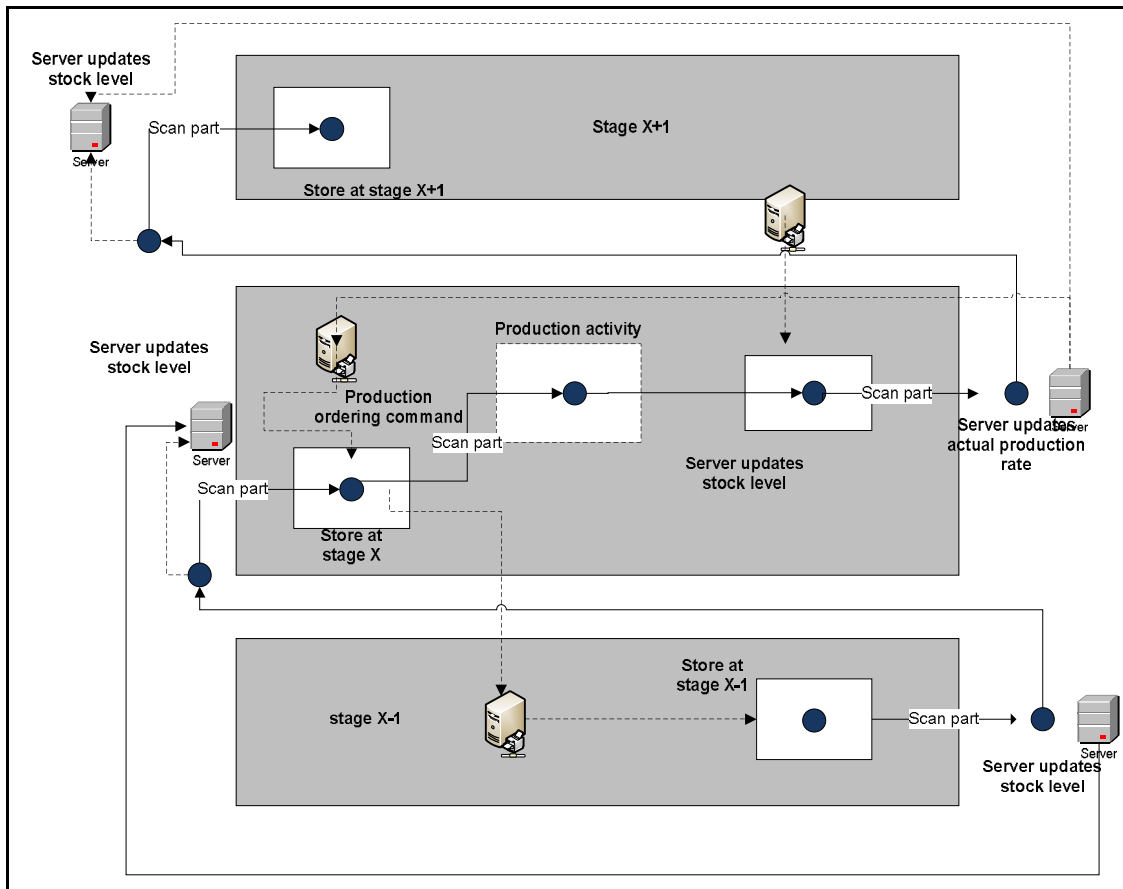 Server updates
stock level
Server
Scan part
Stage X+1
Store at stage X+1
Server updates
stock level
Server
Production activity
Production
ordering command
Scan part
Scan part
Scan part
Server
Server updates
actual production
rate
Server updates
stock level
Store at
stage X
Store at
stage X-1
stage X-1
Scan part
Server
Server updates
stock level